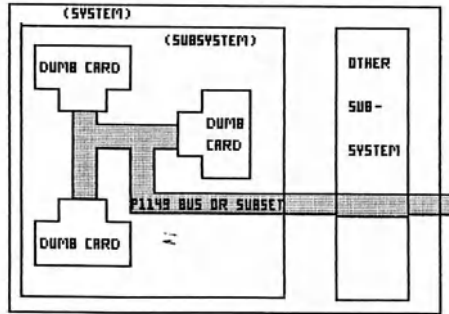 (SYSTEM)
(SUBSYSTEM)
DUMB CARD
DUMB
CARD
DUMB CARD
P1149 BUS OR SUBSET
OTHER
SUB-
SYSTEM